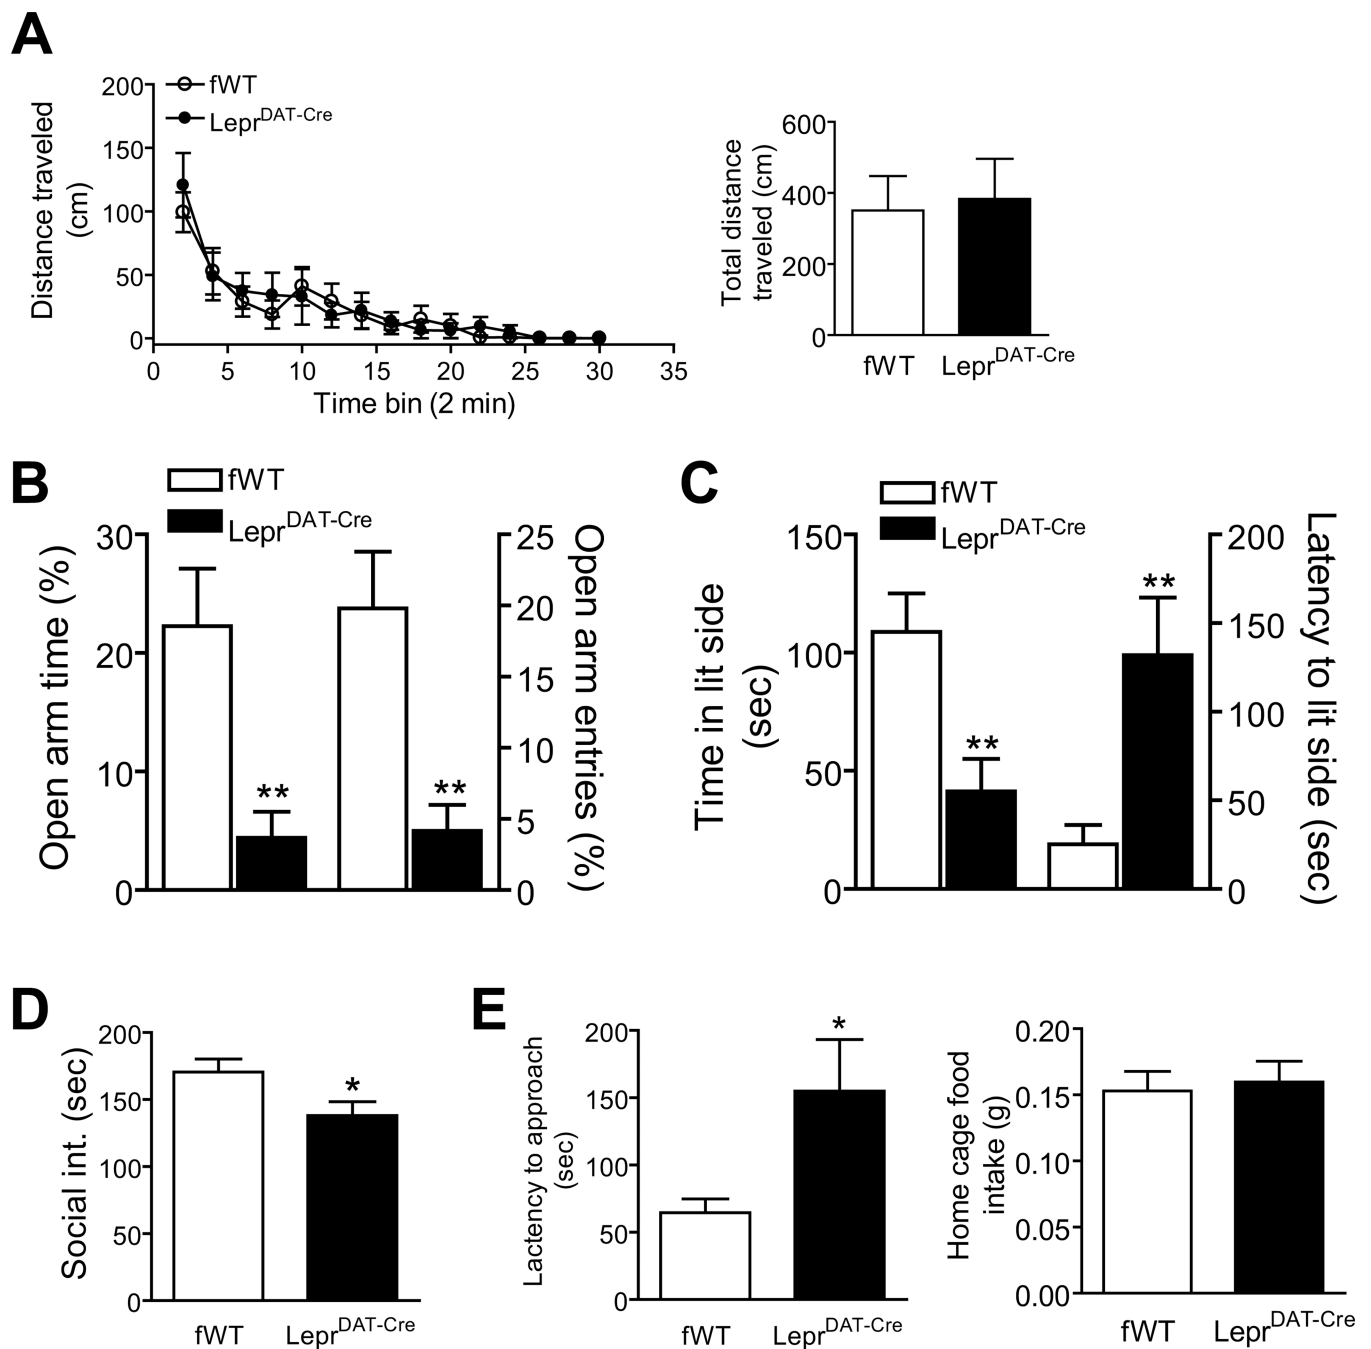 A
fWT
Lepr^DAT-Cre
Distance traveled
(cm)
200
150
100
50
0
0 5 10 15 20 25 30 35
Time bin (2 min)
Total distance
traveled (cm)
600
400
200
0
fWT Lepr^DAT-Cre
B
fWT
Lepr^DAT-Cre
Open arm time (%)
30
20
10
0
** **
25
20
15
10
5
0
Open arm entries (%)
C
fWT
Lepr^DAT-Cre
Time in lit side
(sec)
150
100
50
0
** **
200
150
100
50
0
Latency to lit side (sec)
D
Social int. (sec)
200
150
100
50
0
*
fWT Lepr^DAT-Cre
E
Lactency to approach
(sec)
200
150
100
50
0
*
fWT Lepr^DAT-Cre
Home cage food
intake (g)
0.20
0.15
0.10
0.05
0.00
fWT Lepr^DAT-Cre